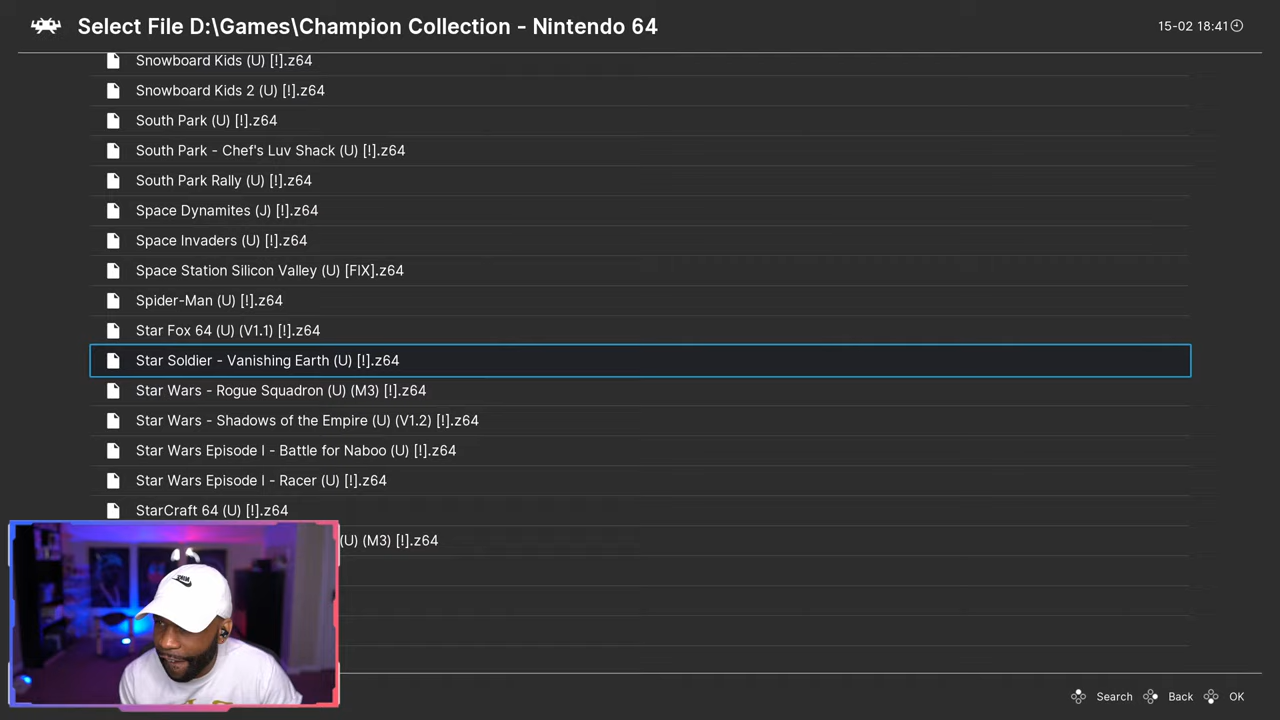 Select File D:\Games\Champion Collection - Nintendo 64
15-02 18:41
Snowboard Kids (U) [!].z64
Snowboard Kids 2 (U) [!].z64
South Park (U) [!].z64
South Park - Chef's Luv Shack (U) [!].z64
South Park Rally (U) [!].z64
Space Dynamites (J) [!].z64
Space Invaders (U) [!].z64
Space Station Silicon Valley (U) [FIX].z64
Spider-Man (U) [!].z64
Star Fox 64 (U) (V1.1) [!].z64
Star Soldier - Vanishing Earth (U) [!].z64
Star Wars - Rogue Squadron (U) (M3) [!].z64
Star Wars - Shadows of the Empire (U) (V1.2) [!].z64
Star Wars Episode I - Battle for Naboo (U) [!].z64
Star Wars Episode I - Racer (U) [!].z64
StarCraft 64 (U) [!].z64
(U) (M3) [!].z64
NIKE
Search Back OK